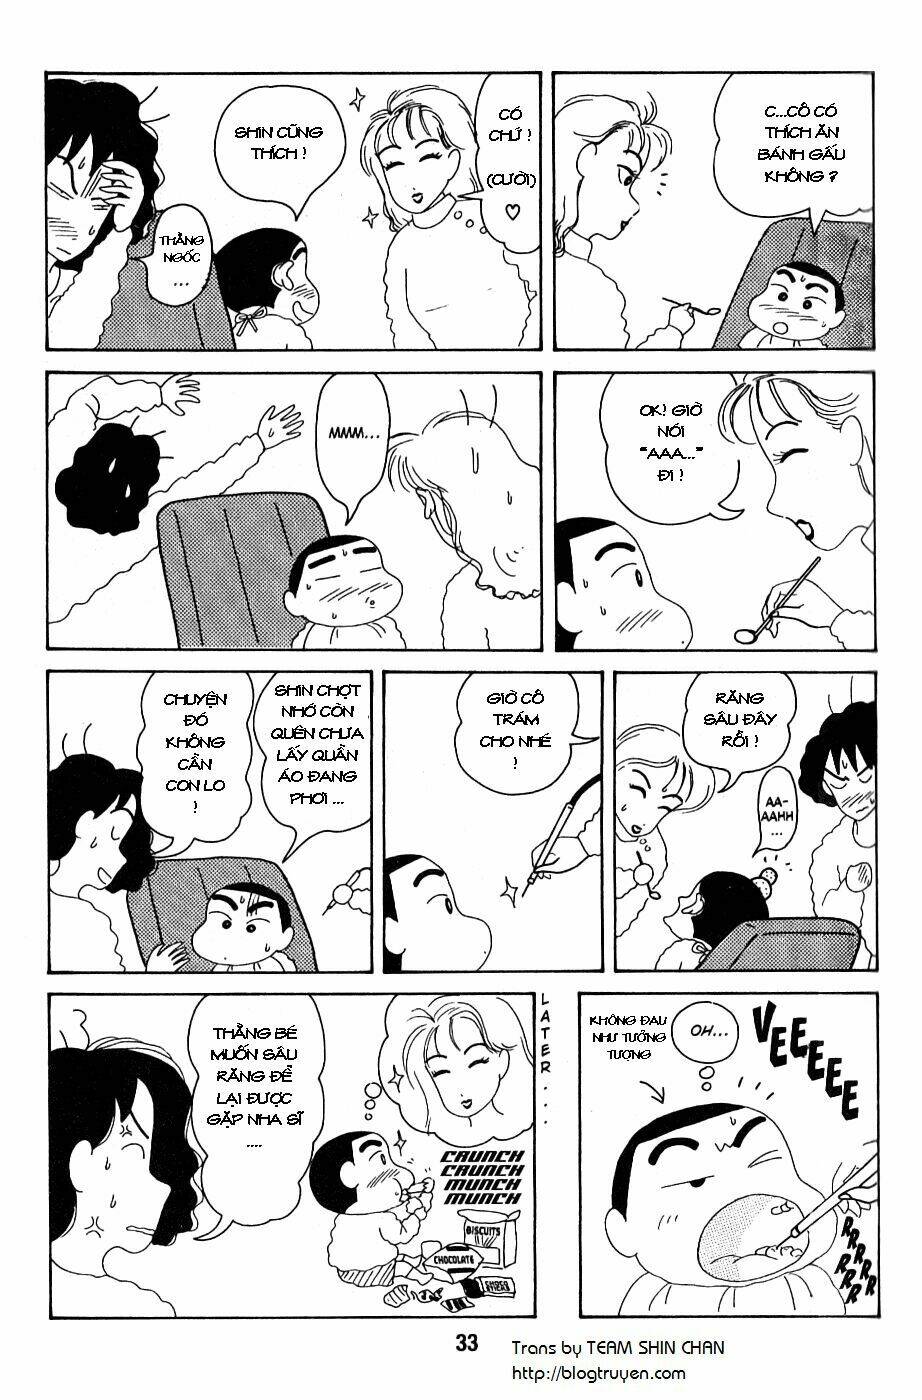 C...CÔ CÓ
THÍCH ĂN
BÁNH GẤU
KHÔNG ?
CÓ
CHỨ !
(CƯỜI)
♡
SHIN CŨNG
THÍCH !
THẰNG
NGỐC
...
OK! GIỜ
NÓI
"AAA..."
ĐI !
MMM...
RĂNG
SÂU ĐÂY
RỒI !
AA-
AAHH
...
GIỜ CÔ
TRÁM
CHO NHÉ
!
SHIN CHỢT
NHỚ CÒN
QUÊN CHƯA
LẤY QUẦN
ÁO ĐANG
PHƠI ...
CHUYỆN
ĐÓ
KHÔNG
CẦN
CON LO
!
VEEEEE
OH...
KHÔNG ĐAU
NHƯ TƯỞNG
TƯỢNG
RRRRR
RRR
LATER...
CRUNCH
CRUNCH
MUNCH
MUNCH
BISCUITS
CHOCOLATE
THẰNG BÉ
MUỐN SÂU
RĂNG ĐỂ
LẠI ĐƯỢC
GẶP NHA SĨ
....
33
Trans by TEAM SHIN CHAN
http://blogtruyen.com